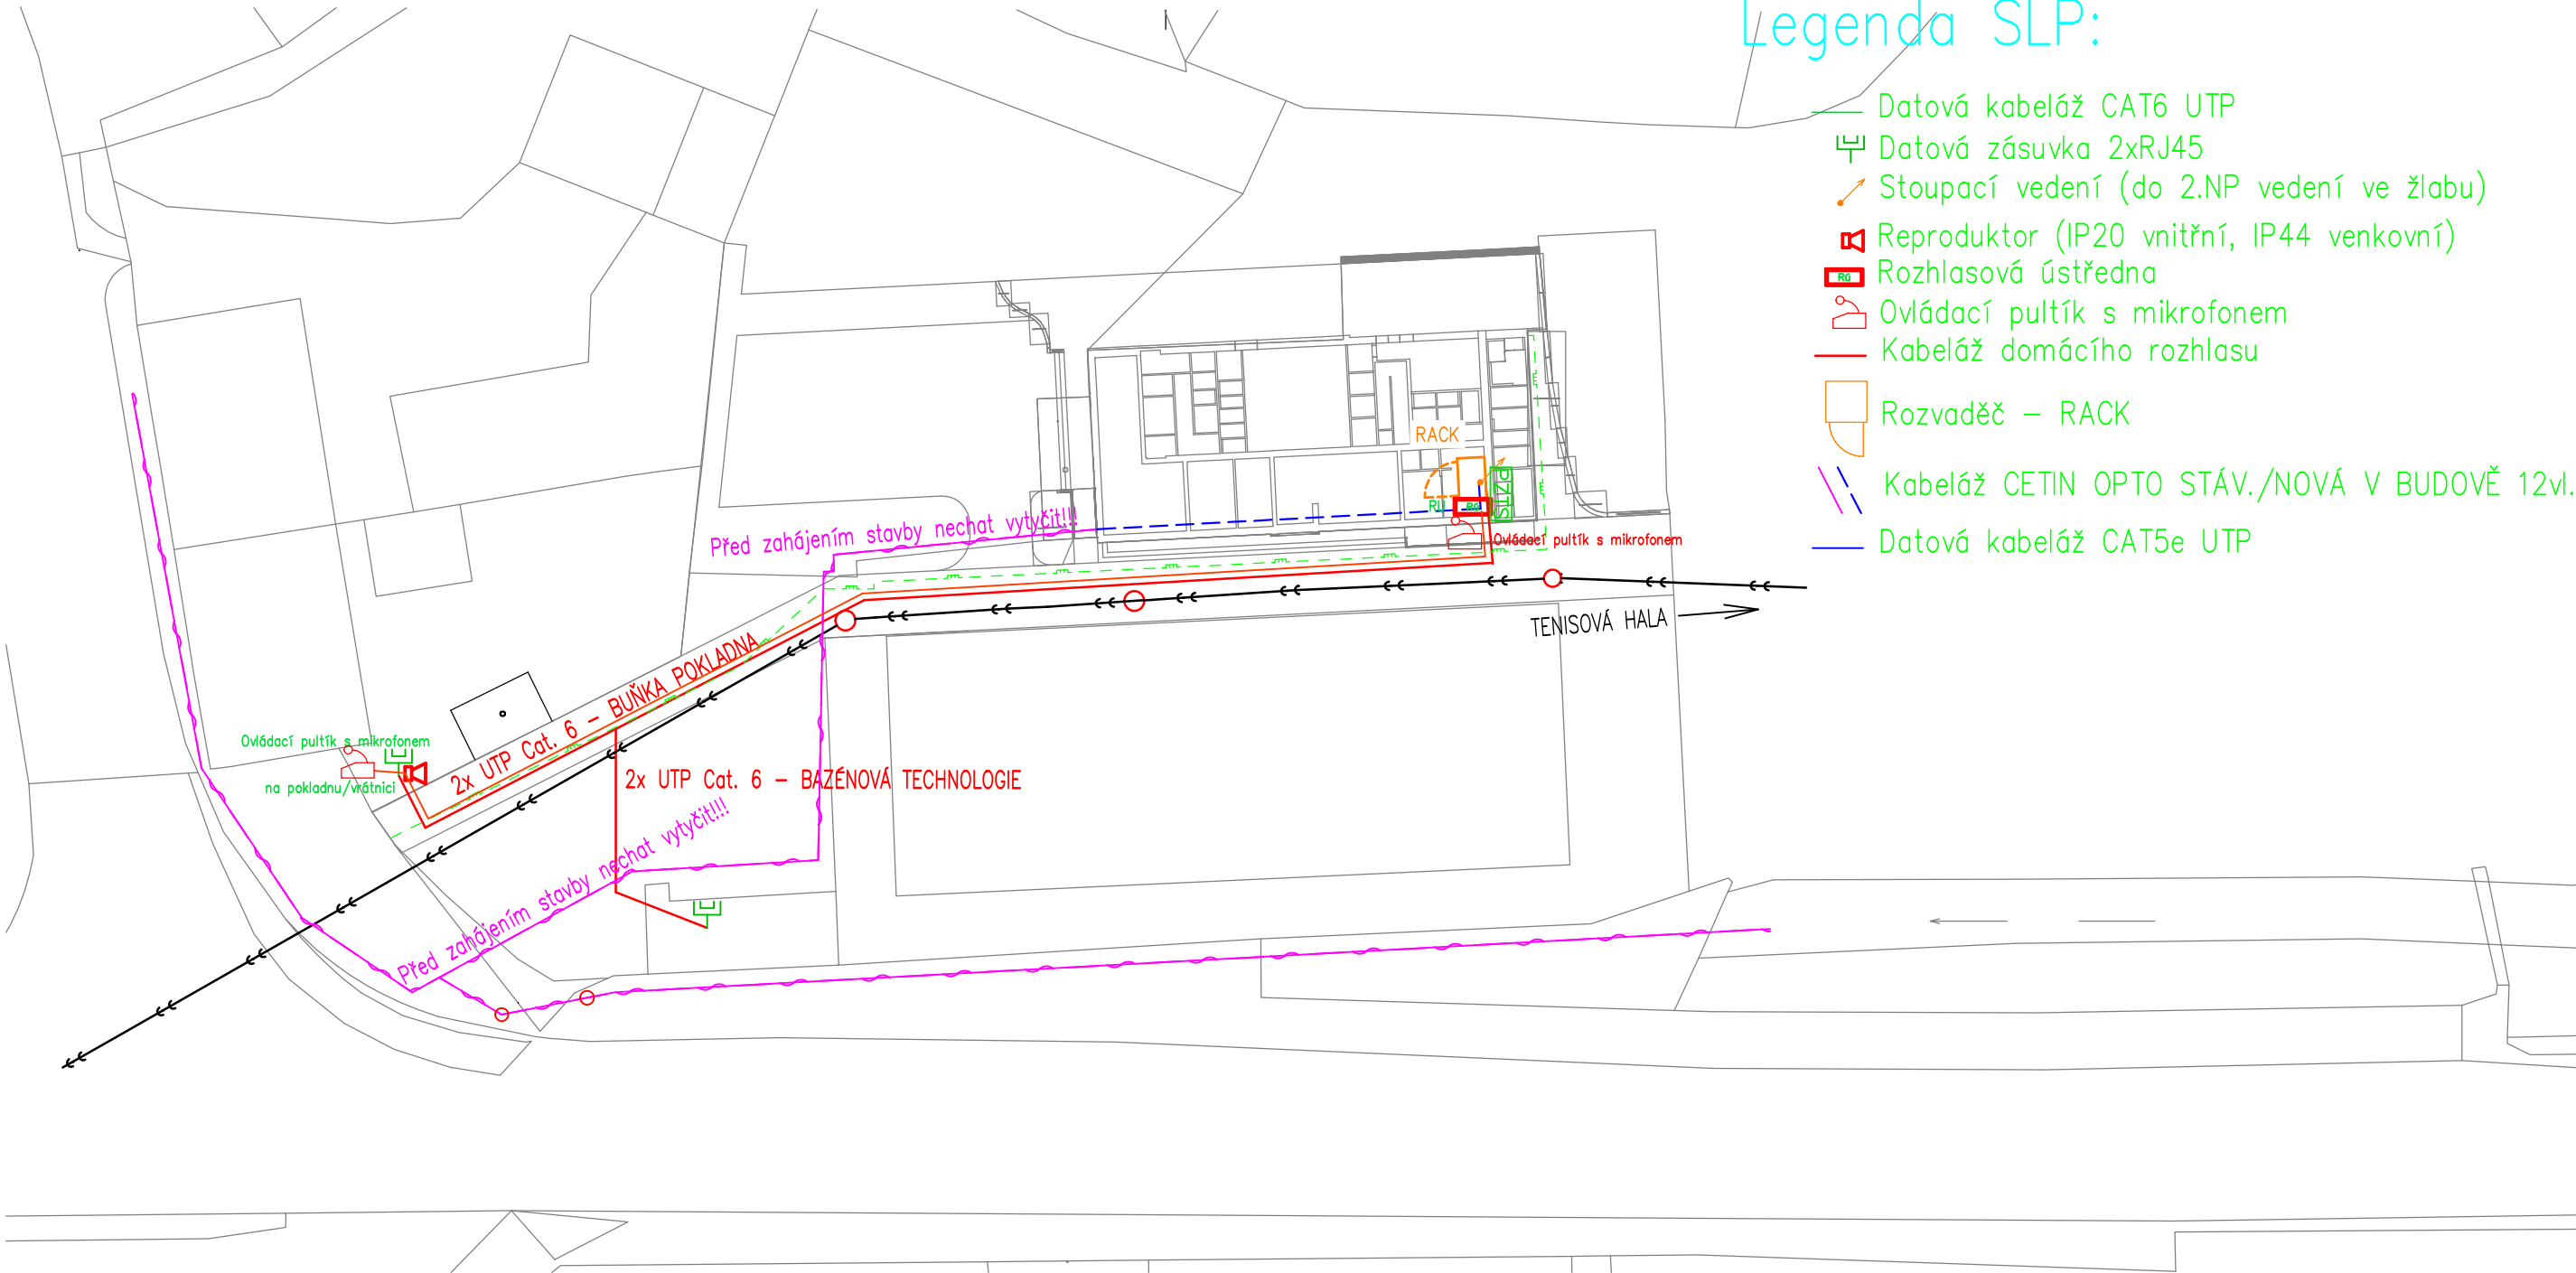 Legenda SLP:
Datová kabeláž CAT6 UTP
Datová zásuvka 2xRJ45
Stoupací vedení (do 2.NP vedení ve žlabu)
Reproduktor (IP20 vnitřní, IP44 venkovní)
RÚ
Rozhlasová ústředna
Ovládací pultík s mikrofonem
Kabeláž domácího rozhlasu
Rozvaděč – RACK
Kabeláž CETIN OPTO STÁV./NOVÁ V BUDOVĚ 12vl.
Datová kabeláž CAT5e UTP
RACK
PZTS
RÚ
RÚ
Před zahájením stavby nechat vytyčit!!!
Ovládací pultík s mikrofonem
TENISOVÁ HALA
2x UTP Cat. 6 – BUŇKA POKLADNA
Ovládací pultík s mikrofonem
na pokladnu/vrátnici
2x UTP Cat. 6 – BAZÉNOVÁ TECHNOLOGIE
Před zahájením stavby nechat vytyčit!!!